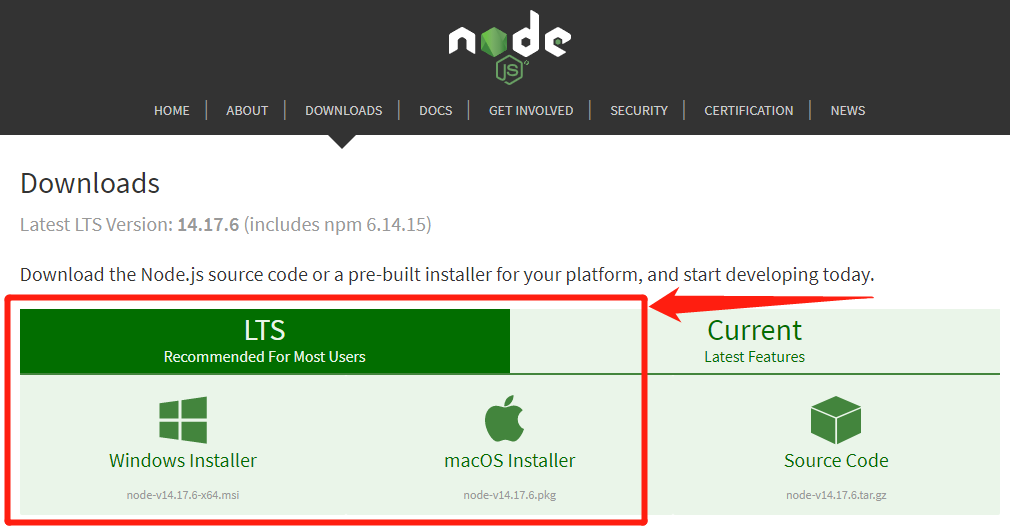 node
JS
HOME ABOUT DOWNLOADS DOCS GET INVOLVED SECURITY CERTIFICATION NEWS
Downloads
Latest LTS Version: 14.17.6 (includes npm 6.14.15)
Download the Node.js source code or a pre-built installer for your platform, and start developing today.
LTS
Recommended For Most Users
Current
Latest Features
Windows Installer
node-v14.17.6-x64.msi
macOS Installer
node-v14.17.6.pkg
Source Code
node-v14.17.6.tar.gz